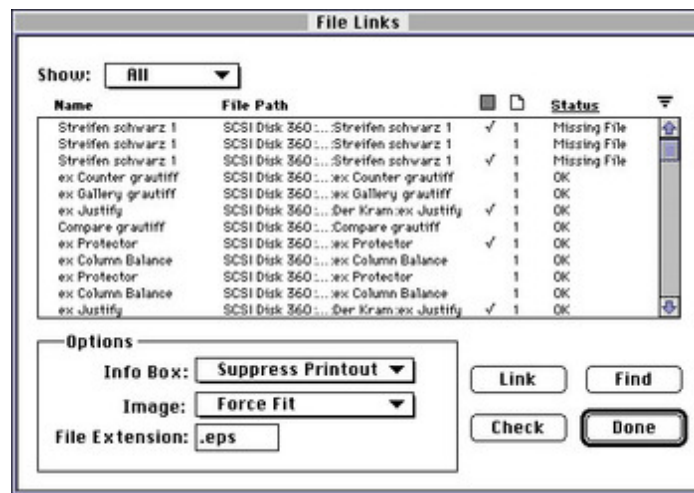 File Links
Show: All
Name File Path Status
Streifen schwarz 1 SCSI Disk 360:...:Streifen schwarz 1 √ 1 Missing File
Streifen schwarz 1 SCSI Disk 360:...:Streifen schwarz 1 1 Missing File
Streifen schwarz 1 SCSI Disk 360:...:Streifen schwarz 1 √ 1 Missing File
ex Counter grautiff SCSI Disk 360:...:ex Counter grautiff 1 OK
ex Gallery grautiff SCSI Disk 360:...:ex Gallery grautiff 1 OK
ex Justify SCSI Disk 360:...:Der Kram:ex Justify √ 1 OK
Compare grautiff SCSI Disk 360:...:Compare grautiff 1 OK
ex Protector SCSI Disk 360:...:ex Protector √ 1 OK
ex Column Balance SCSI Disk 360:...:ex Column Balance 1 OK
ex Protector SCSI Disk 360:...:ex Protector 1 OK
ex Column Balance SCSI Disk 360:...:ex Column Balance 1 OK
ex Justify SCSI Disk 360:...:Der Kram:ex Justify √ 1 OK
Options
Info Box: Suppress Printout
Image: Force Fit
File Extension: .eps
Link Find
Check Done